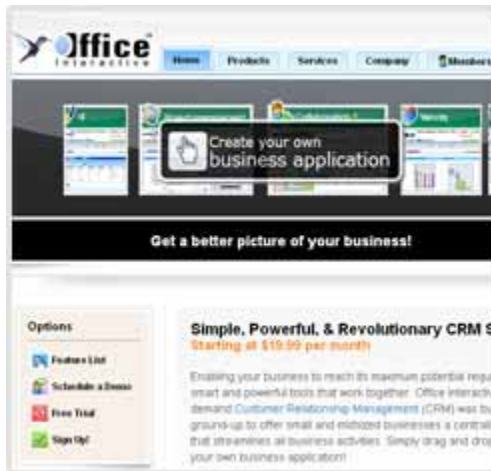 Office
Interactive
Home Products Services Company Members
Create your own
business application
Get a better picture of your business!
Options
Feature List
Schedule a Demo
Free Trial
Sign Up!
Simple, Powerful, & Revolutionary CRM S
Starting at $19.99 per month
Enabling your business to reach its maximum potential requ
smart and powerful tools that work together. Office Interactiv
demand Customer Relationship Management (CRM) was bu
ground-up to offer small and midsized businesses a centrali
that streamlines all business activities. Simply drag and drop
your own business application!